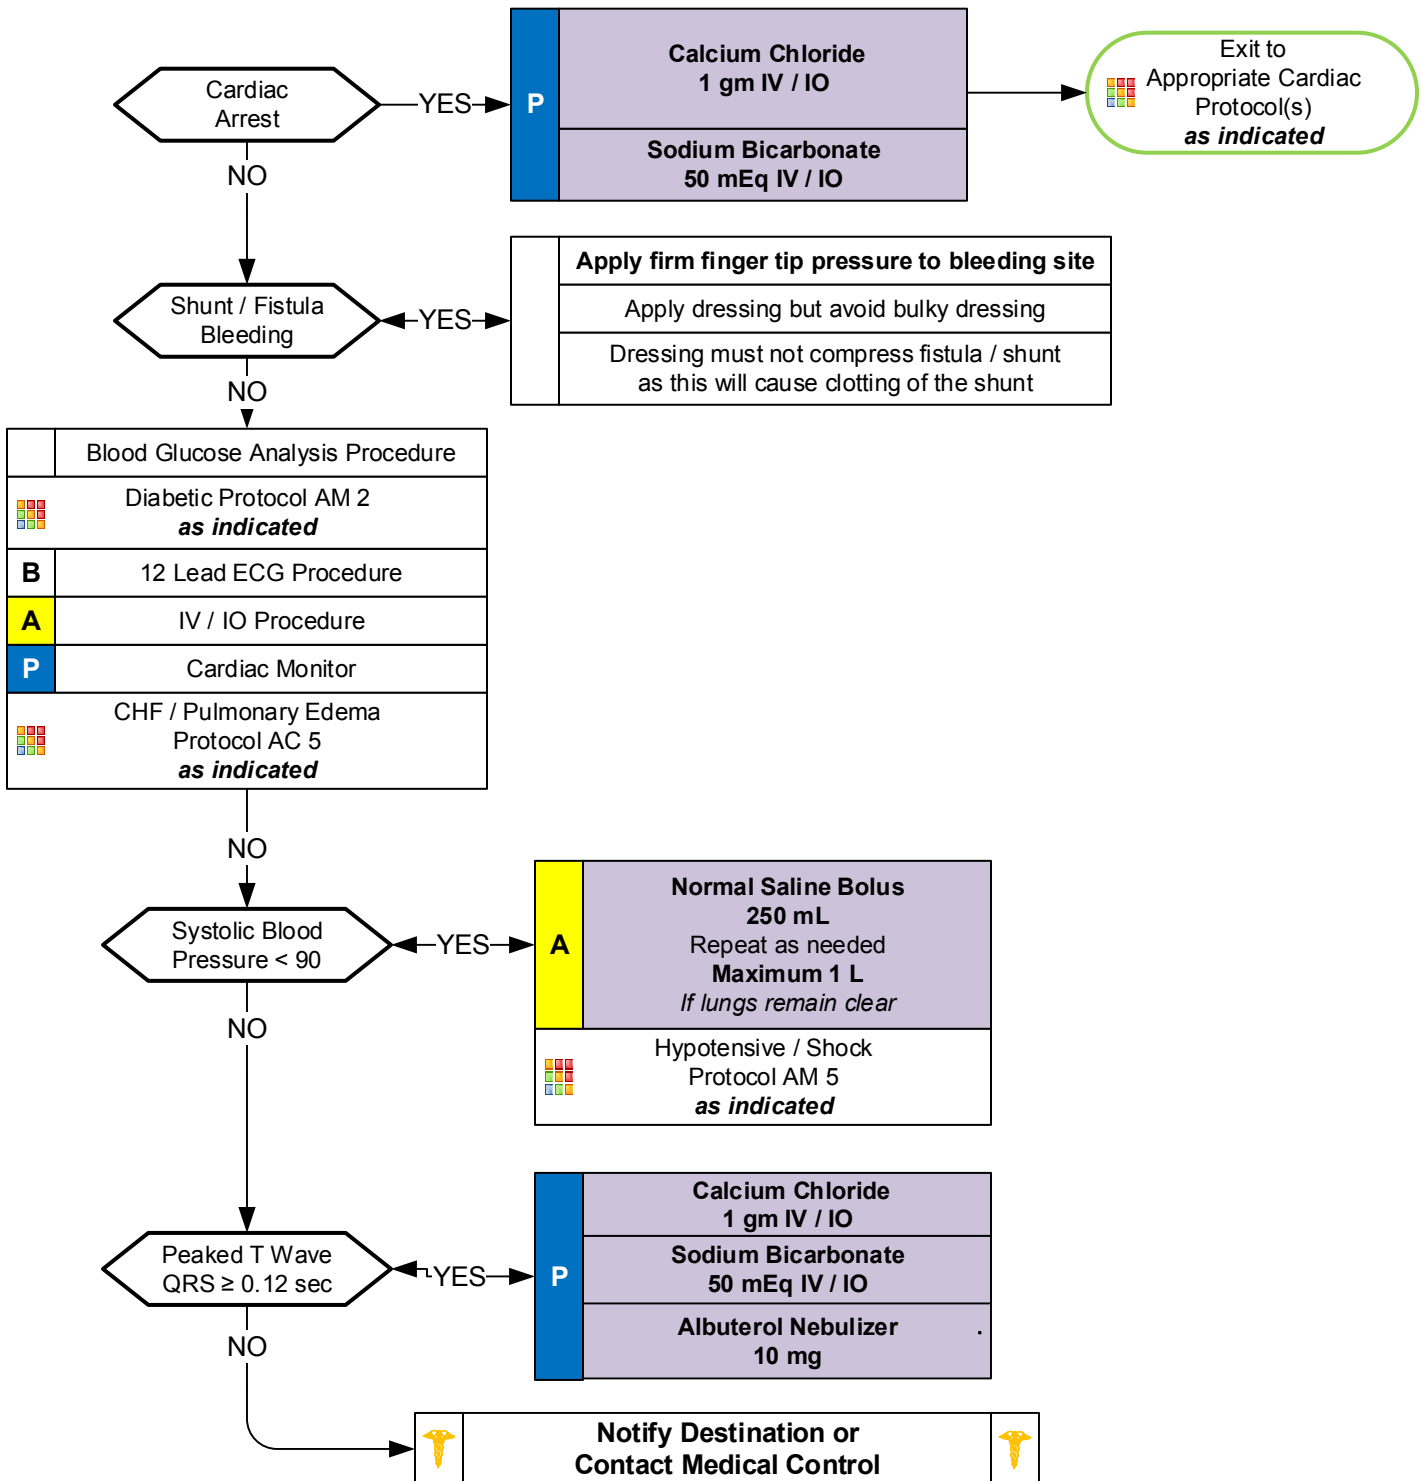 Cardiac
Arrest
YES
P
Calcium Chloride
1 gm IV / IO
Sodium Bicarbonate
50 mEq IV / IO
Exit to
Appropriate Cardiac
Protocol(s)
as indicated
NO
Shunt / Fistula
Bleeding
YES
Apply firm finger tip pressure to bleeding site
Apply dressing but avoid bulky dressing
Dressing must not compress fistula / shunt
as this will cause clotting of the shunt
NO
Blood Glucose Analysis Procedure
Diabetic Protocol AM 2
as indicated
B
12 Lead ECG Procedure
A
IV / IO Procedure
P
Cardiac Monitor
CHF / Pulmonary Edema
Protocol AC 5
as indicated
NO
Systolic Blood
Pressure < 90
YES
A
Normal Saline Bolus
250 mL
Repeat as needed
Maximum 1 L
If lungs remain clear
Hypotensive / Shock
Protocol AM 5
as indicated
NO
Peaked T Wave
QRS ≥ 0.12 sec
YES
P
Calcium Chloride
1 gm IV / IO
Sodium Bicarbonate
50 mEq IV / IO
Albuterol Nebulizer .
10 mg
NO
Notify Destination or
Contact Medical Control